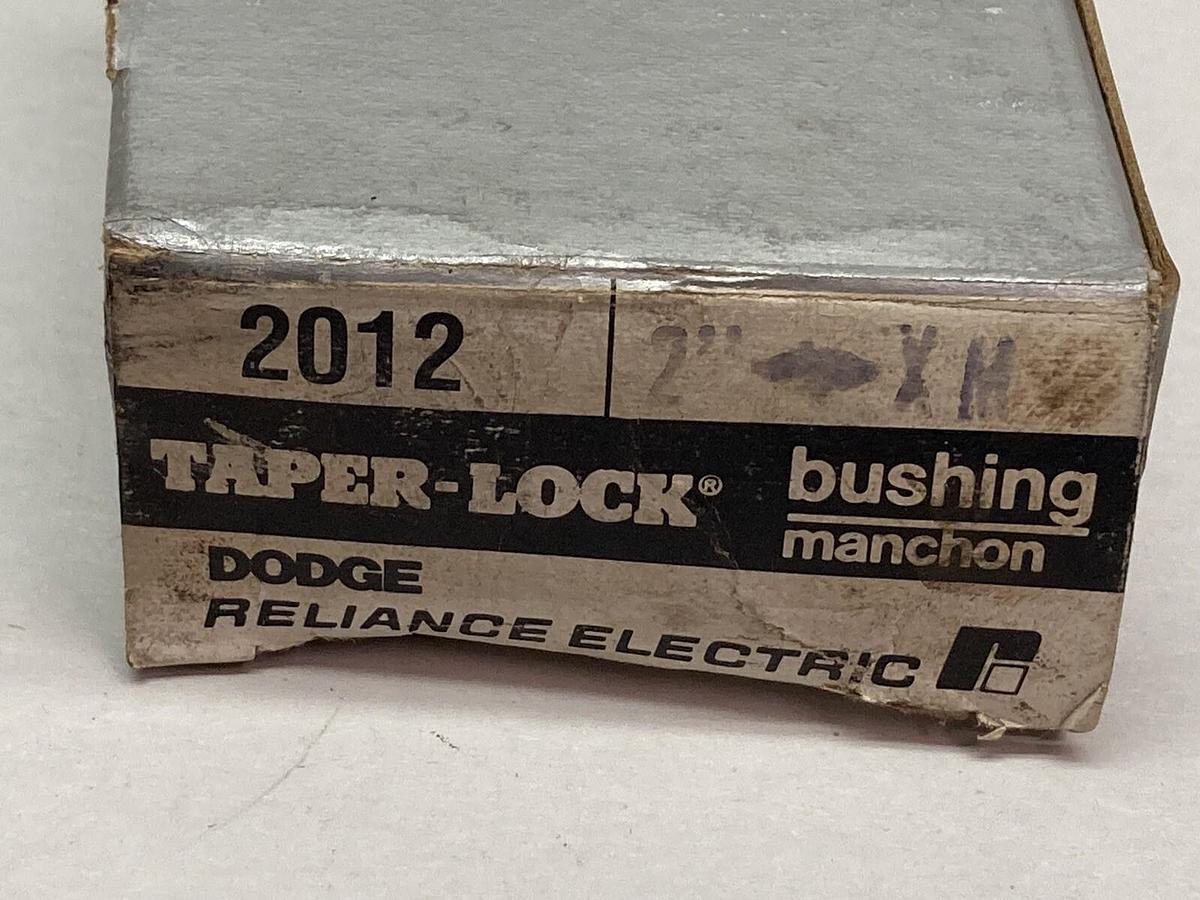 2012
2"
TAPER-LOCK®
bushing
manchon
DODGE
RELIANCE ELECTRIC